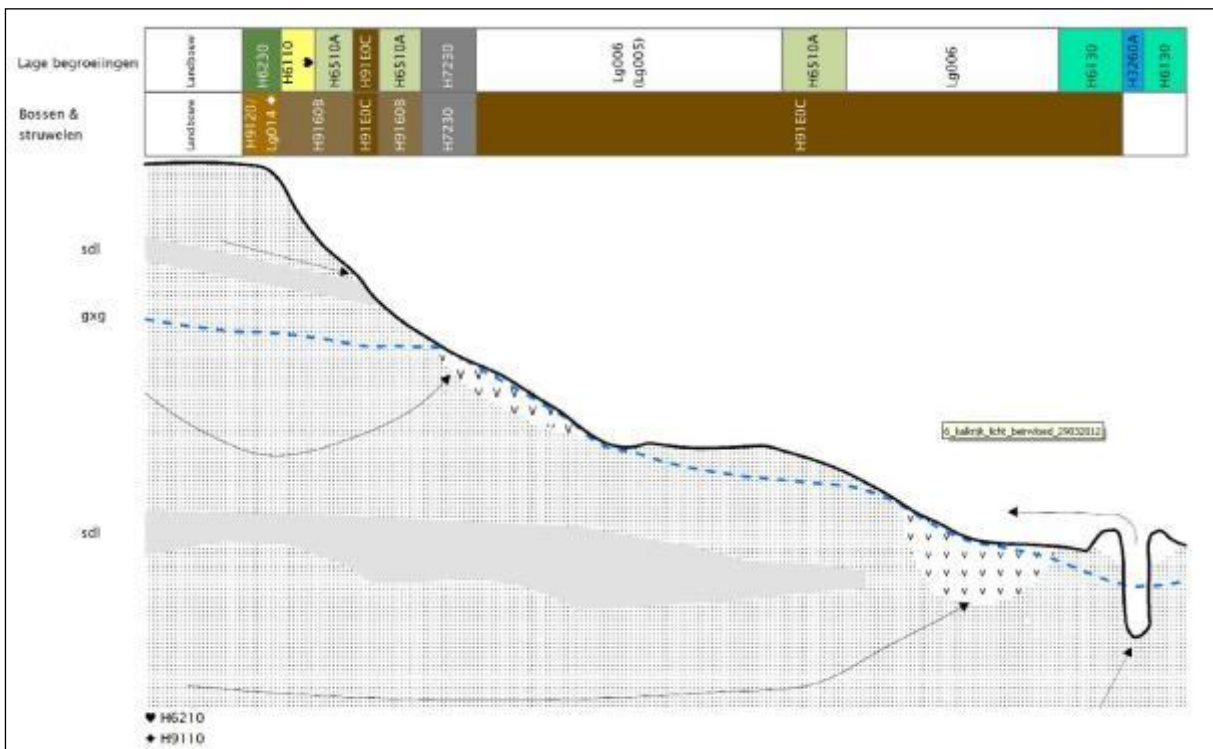 Lage begroeiingen
Landbouw
H6230
H6110 ♥
H6510A
H91E0C
H6510A
H7230
Lg006
(Lg005)
H6510A
Lg006
H6130
H3260A
H6130
Bossen &
struwelen
Landbouw
H9120/
Lg014 ◆
H9160B
H91E0C
H9160B
H7230
H91E0C
sdl
gxg
sdl
♥ H6210
◆ H9110